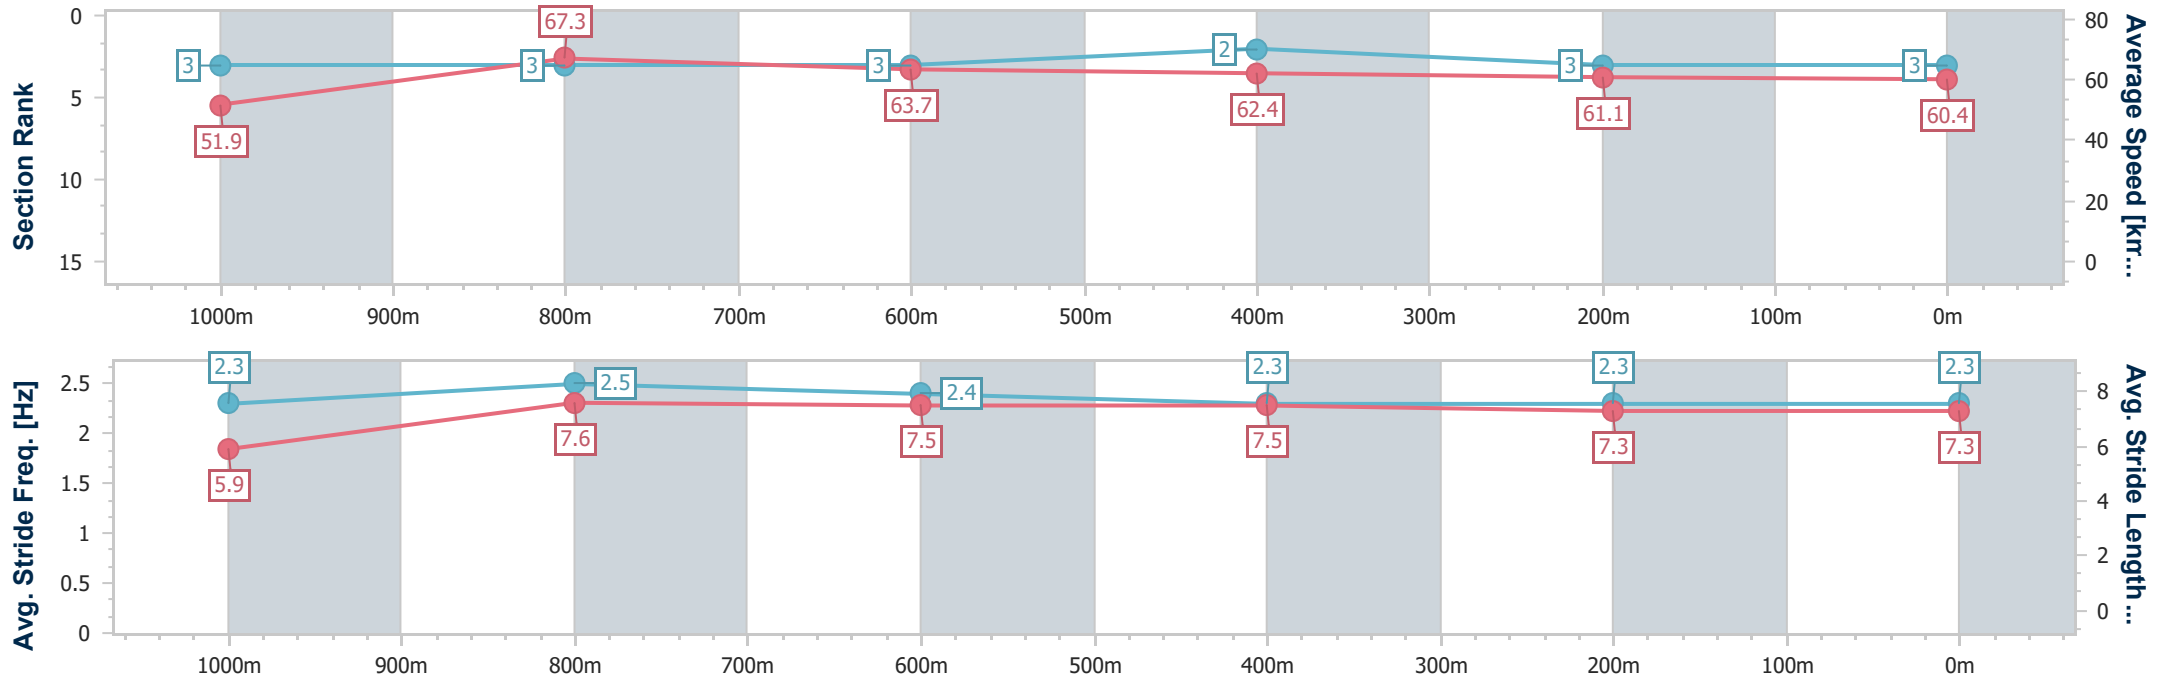 Section Rank
0
5
10
15
67.3
3
3
3
2
3
3
51.9
63.7
62.4
61.1
60.4
80
60
40
20
0
Average Speed [km...
1000m
900m
800m
700m
600m
500m
400m
300m
200m
100m
0m
Avg. Stride Freq. [Hz]
2.5
2
1.5
1
0.5
0
2.3
2.5
2.4
2.3
2.3
2.3
5.9
7.6
7.5
7.5
7.3
7.3
8
6
4
2
0
Avg. Stride Length ...
1000m
900m
800m
700m
600m
500m
400m
300m
200m
100m
0m